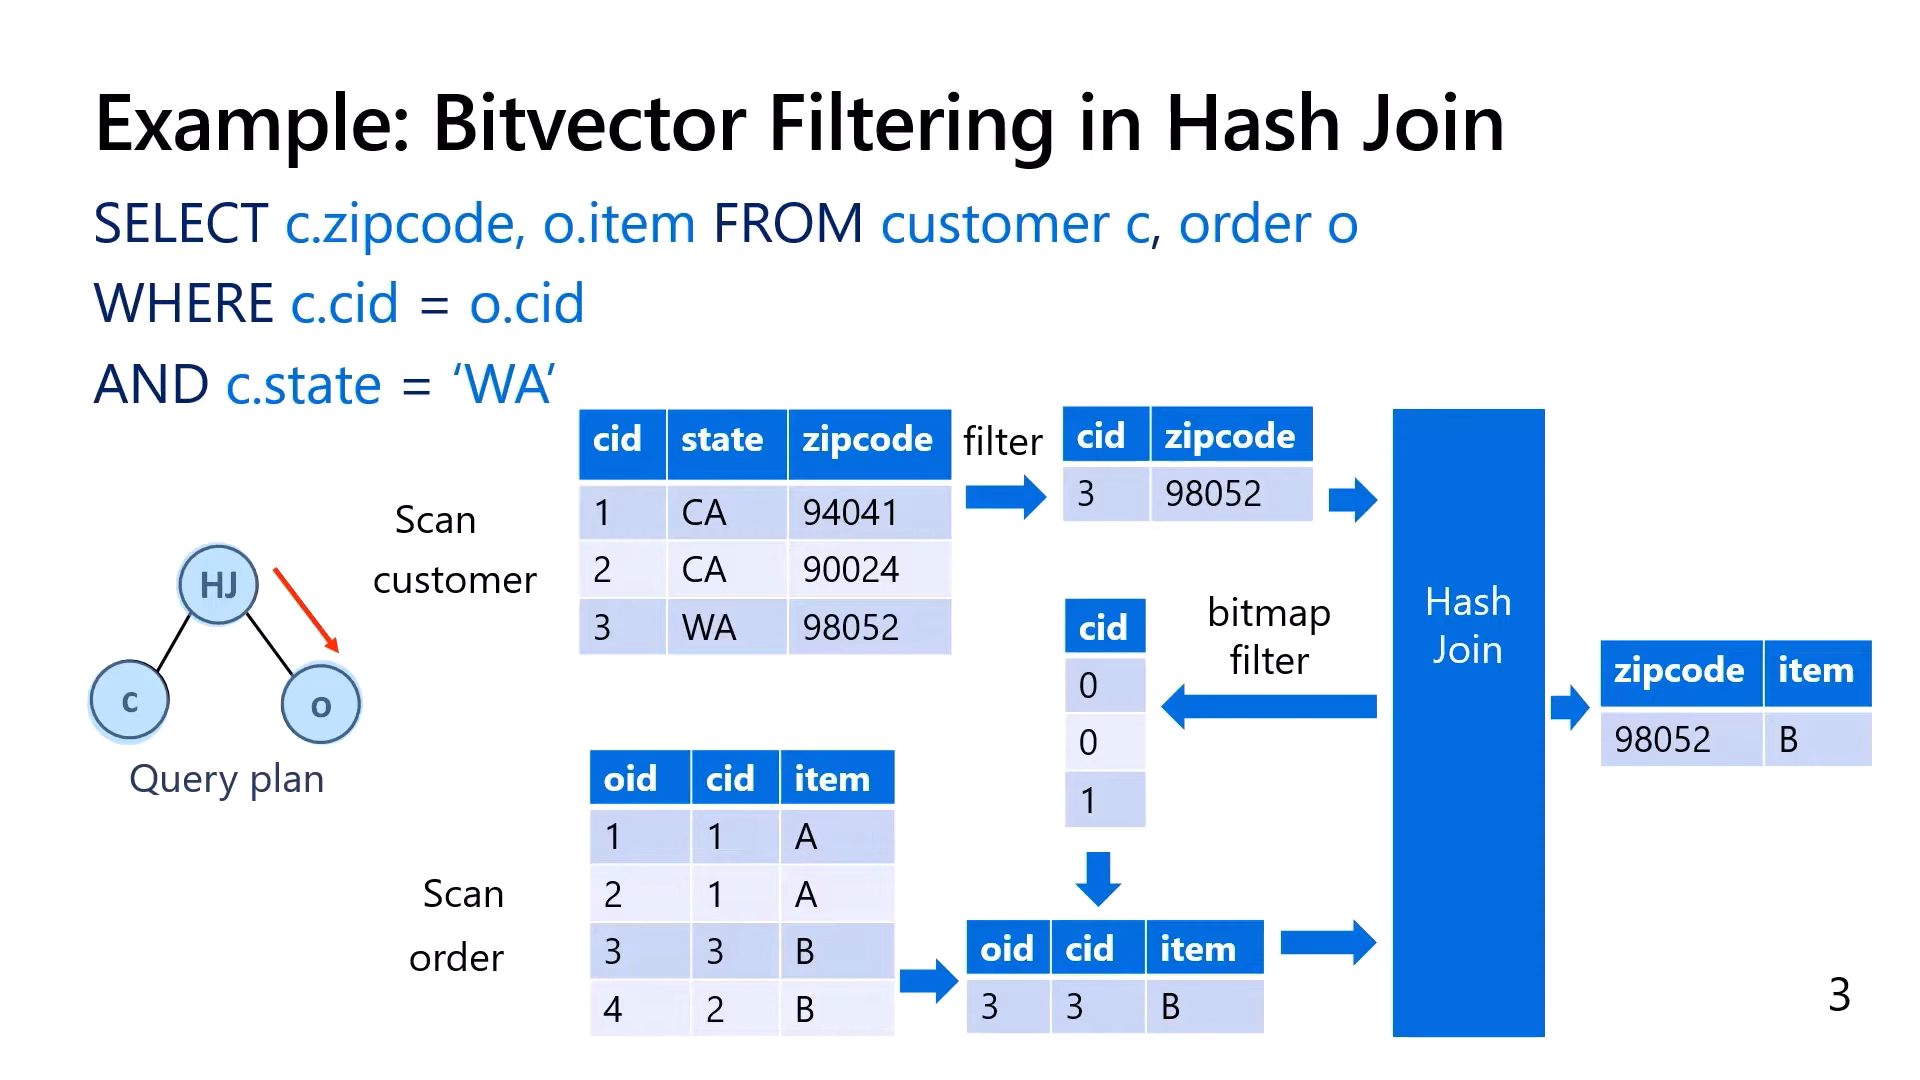 Example: Bitvector Filtering in Hash Join
SELECT c.zipcode, o.item FROM customer c, order o
WHERE c.cid = o.cid
AND c.state = ‘WA’
HJ
c
o
Query plan
Scan
customer
cid state zipcode
1 CA 94041
2 CA 90024
3 WA 98052
filter
cid zipcode
3 98052
cid
0
0
1
bitmap
filter
Scan
order
oid cid item
1 1 A
2 1 A
3 3 B
4 2 B
oid cid item
3 3 B
Hash
Join
zipcode item
98052 B
3